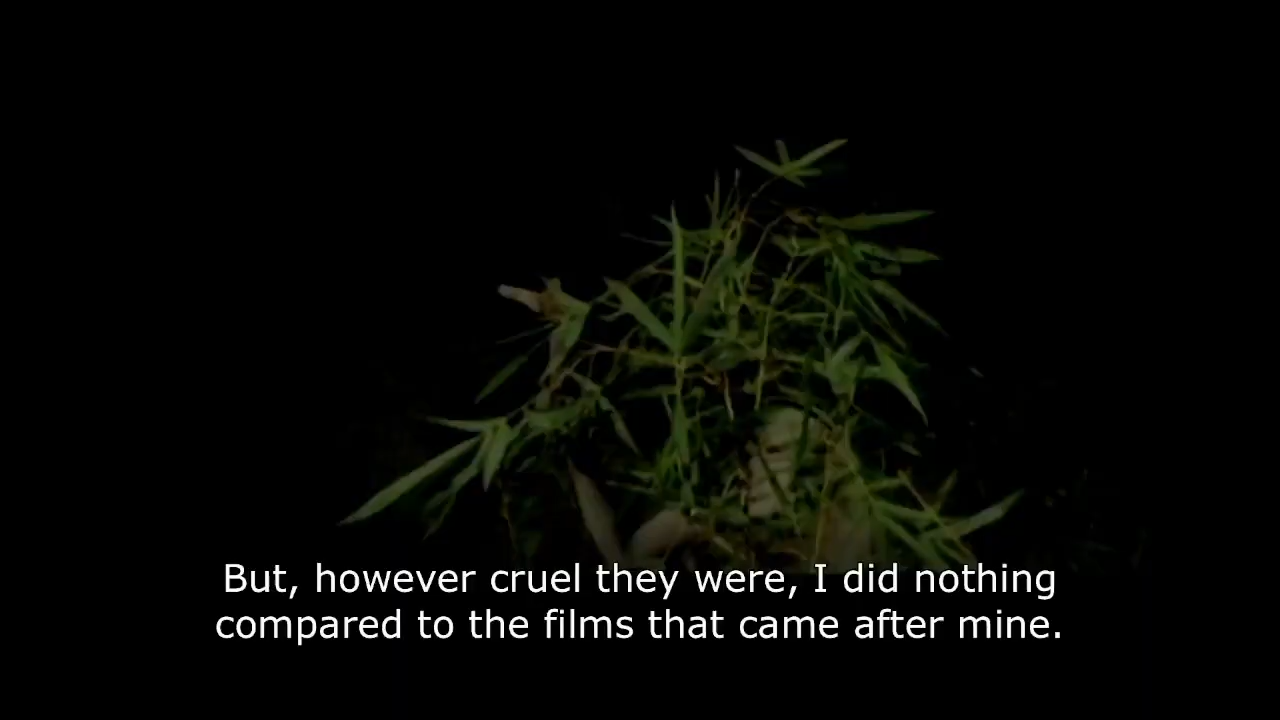 But, however cruel they were, I did nothing
compared to the films that came after mine.